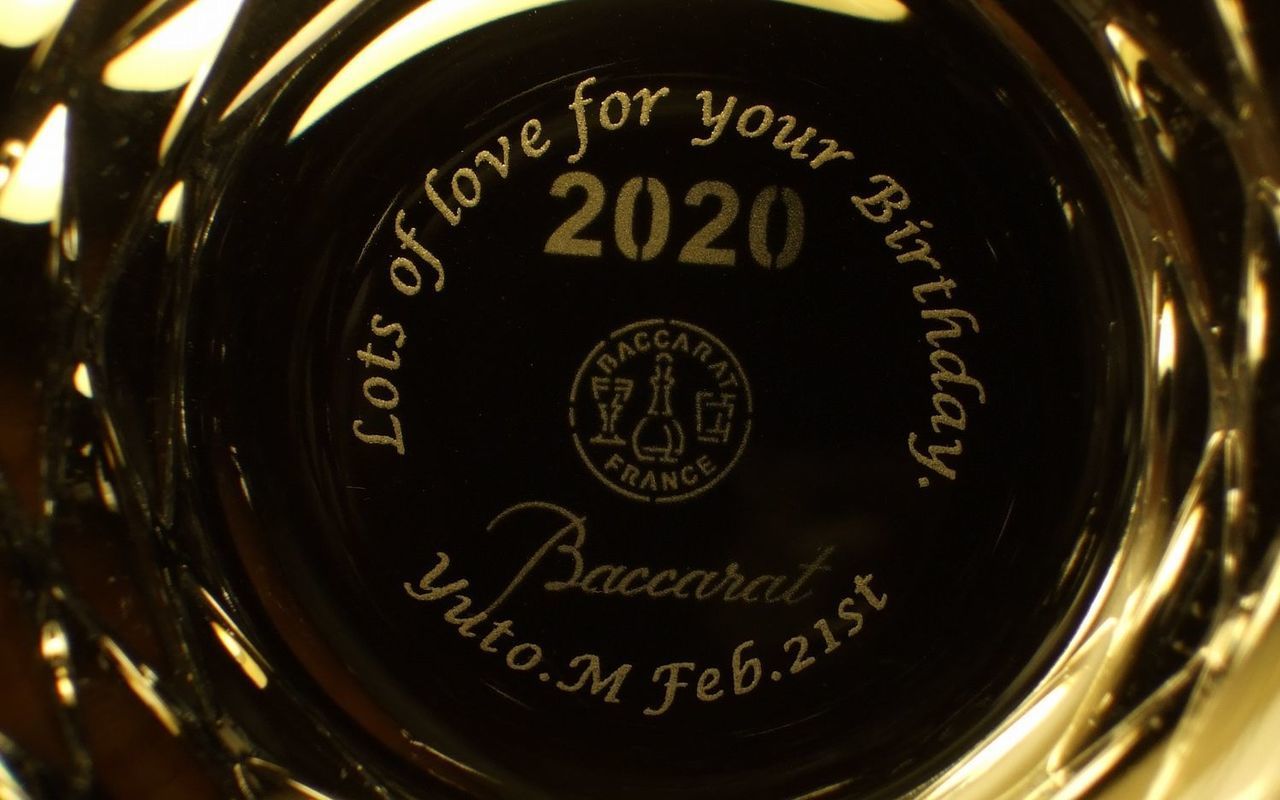 Lots of love for your Birthday.
2020
BACCARAT
FRANCE
Baccarat
Yuto.M Feb.21st